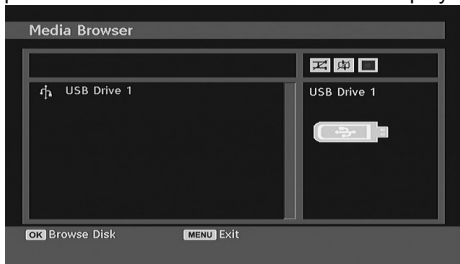 Media Browser
USB Drive 1
USB Drive 1
OK Browse Disk
MENU Exit